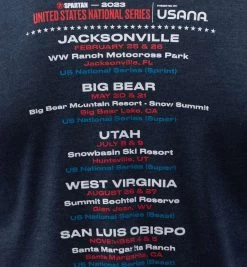 SPARTAN — 2023
UNITED STATES NATIONAL SERIES PRESENTED BY USANA
JACKSONVILLE
FEBRUARY 25 & 26
WW Ranch Motocross Park
Jacksonville, FL
US National Series (Sprint)
BIG BEAR
MAY 20 & 21
Big Bear Mountain Resort - Snow Summit
Big Bear Lake, CA
US National Series (Super)
UTAH
JULY 8 & 9
Snowbasin Ski Resort
Huntsville, UT
US National Series (Beast)
WEST VIRGINIA
AUGUST 26 & 27
Summit Bechtel Reserve
Glen Jean, WV
US National Series (Beast)
SAN LUIS OBISPO
NOVEMBER 4 & 5
Santa Margarita Ranch
Santa Margarita, CA
US National Series (Super)